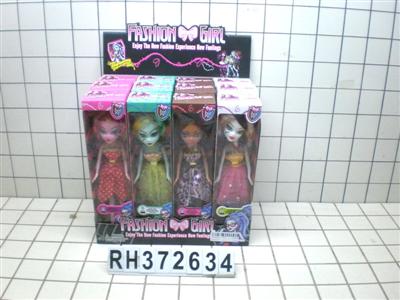 FASHION GIRL
Enjoy The New Fashion Experience New Feelings
FASHION GIRL
Enjoy The New Fashion Experience New Feelings
RH372634